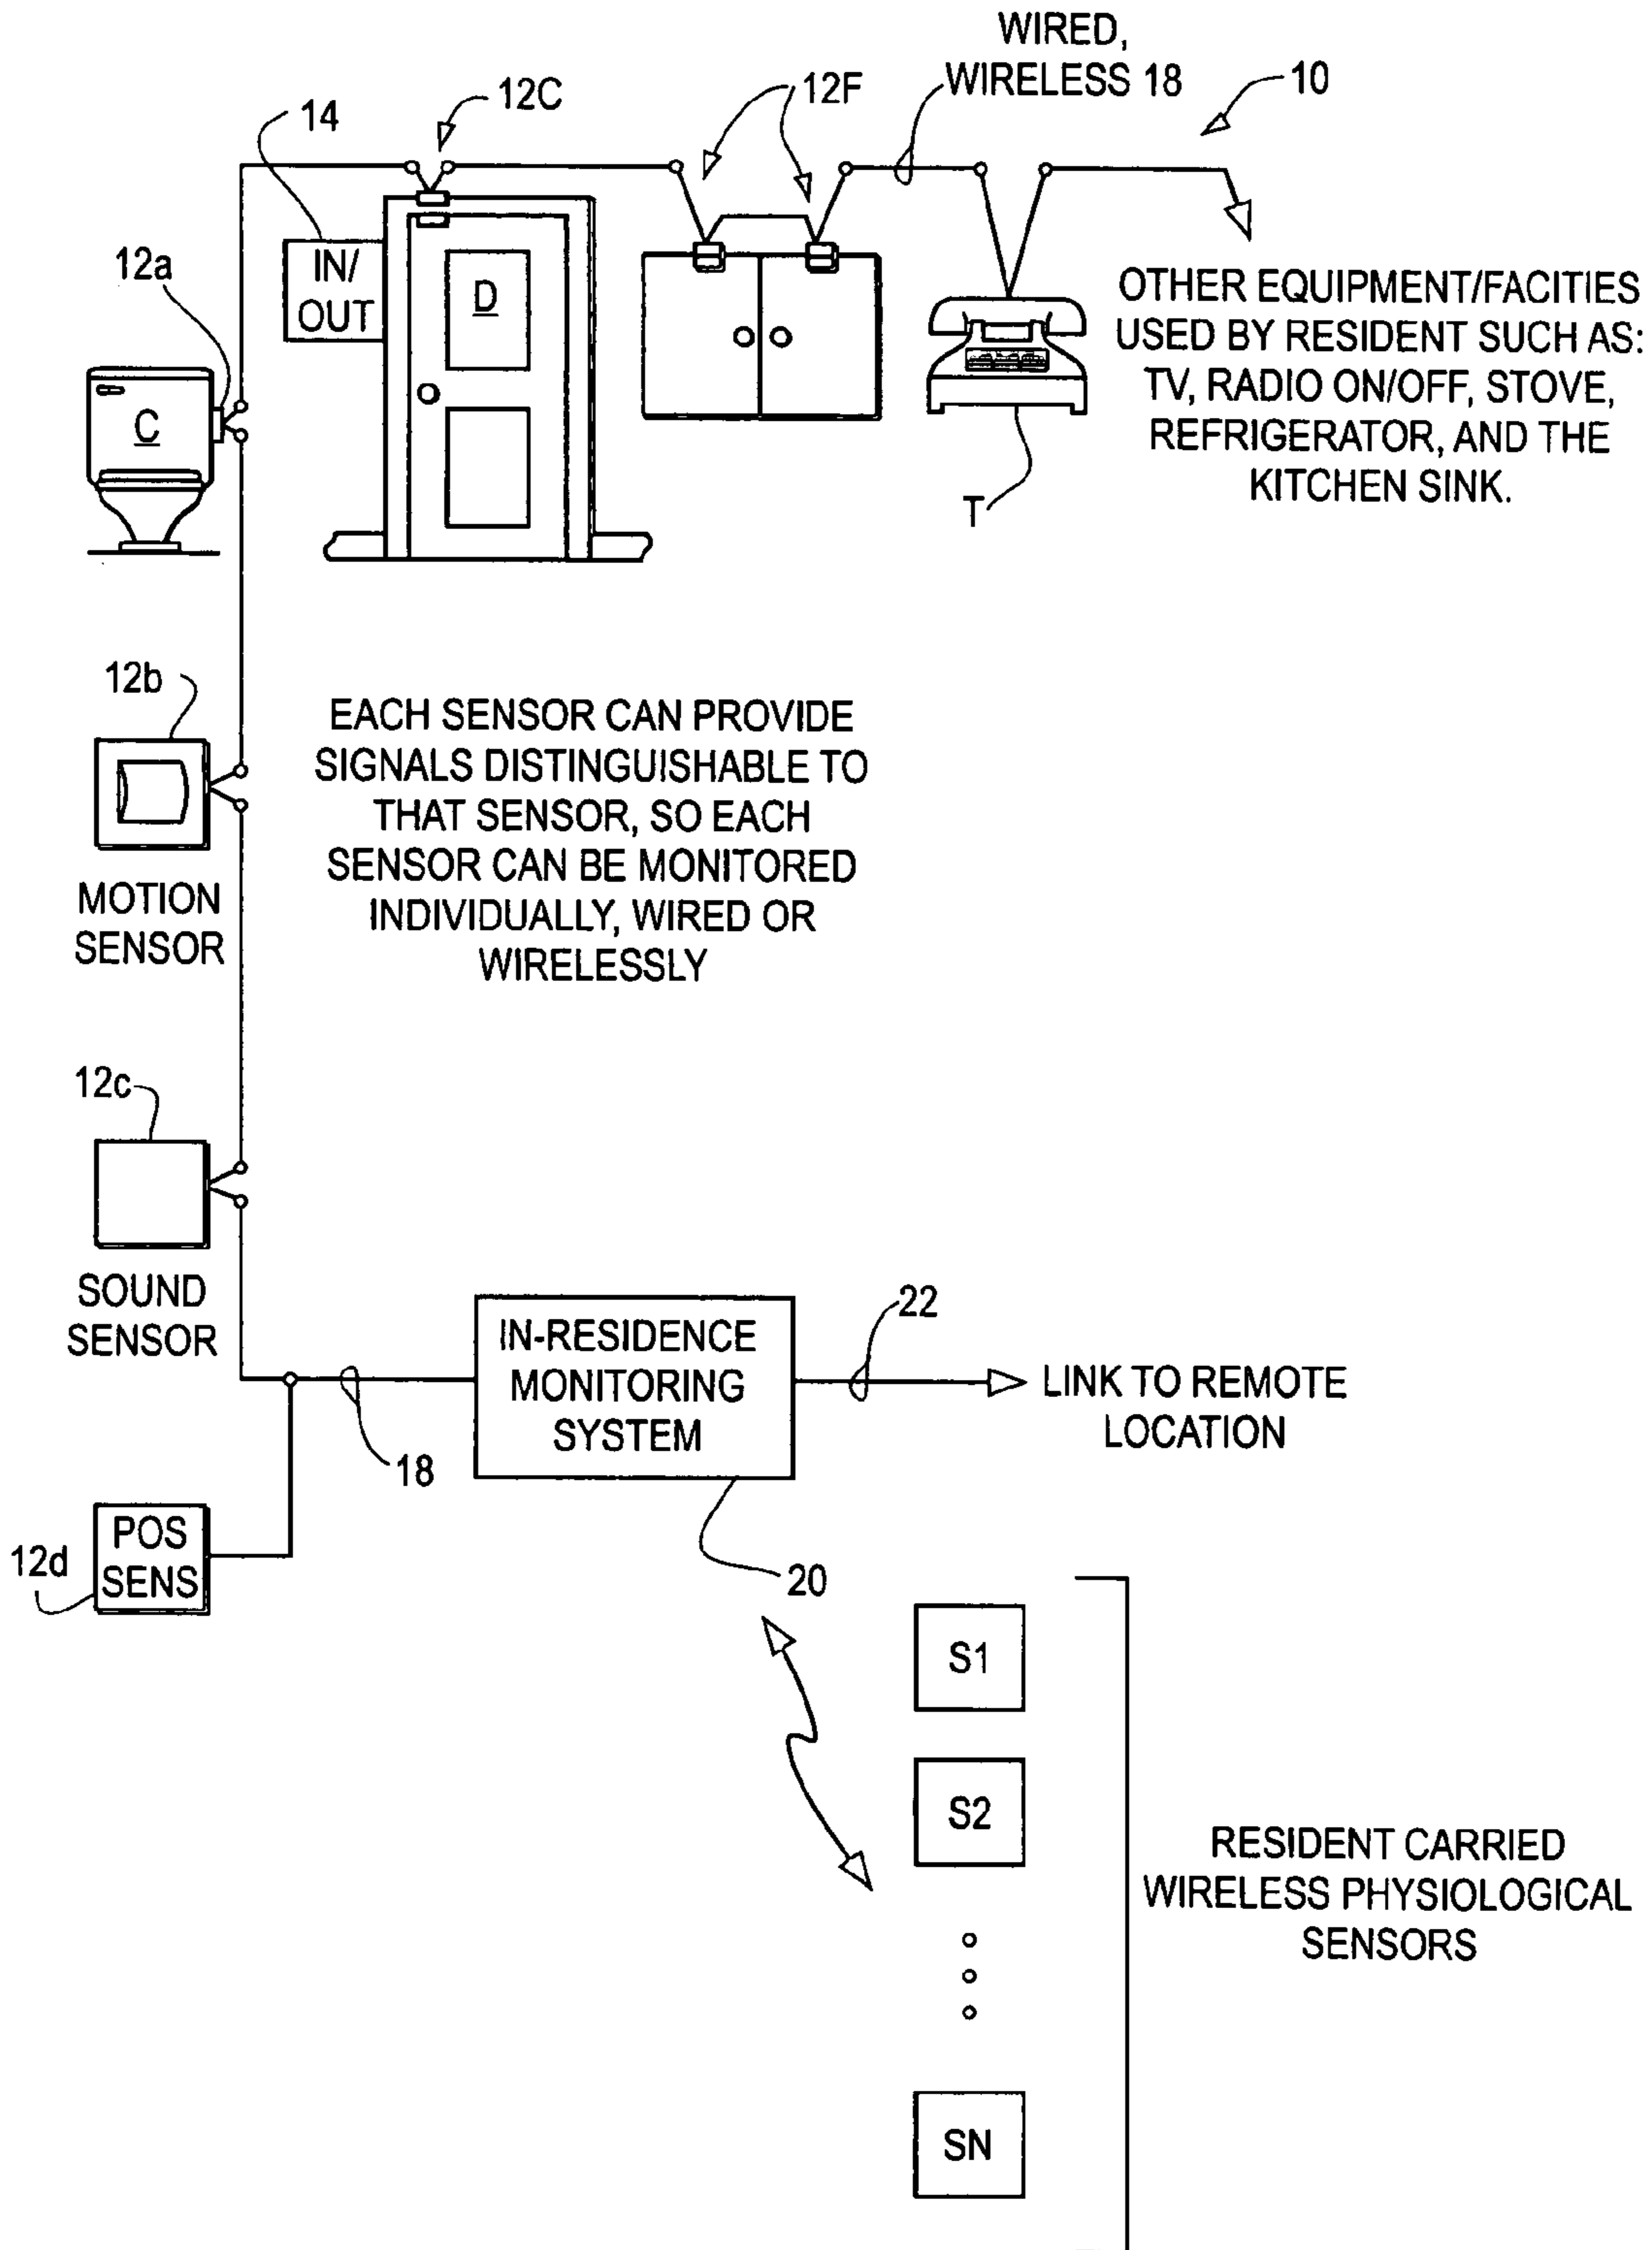 WIRED,
WIRELESS 18
10
12C
12F
14
IN/
OUT
D
12a
C
OTHER EQUIPMENT/FACITIES
USED BY RESIDENT SUCH AS:
TV, RADIO ON/OFF, STOVE,
REFRIGERATOR, AND THE
KITCHEN SINK.
T
12b
MOTION
SENSOR
EACH SENSOR CAN PROVIDE
SIGNALS DISTINGUISHABLE TO
THAT SENSOR, SO EACH
SENSOR CAN BE MONITORED
INDIVIDUALLY, WIRED OR
WIRELESSLY
12c
SOUND
SENSOR
IN-RESIDENCE
MONITORING
SYSTEM
22
LINK TO REMOTE
LOCATION
18
POS
SENS
12d
20
S1
S2
SN
RESIDENT CARRIED
WIRELESS PHYSIOLOGICAL
SENSORS